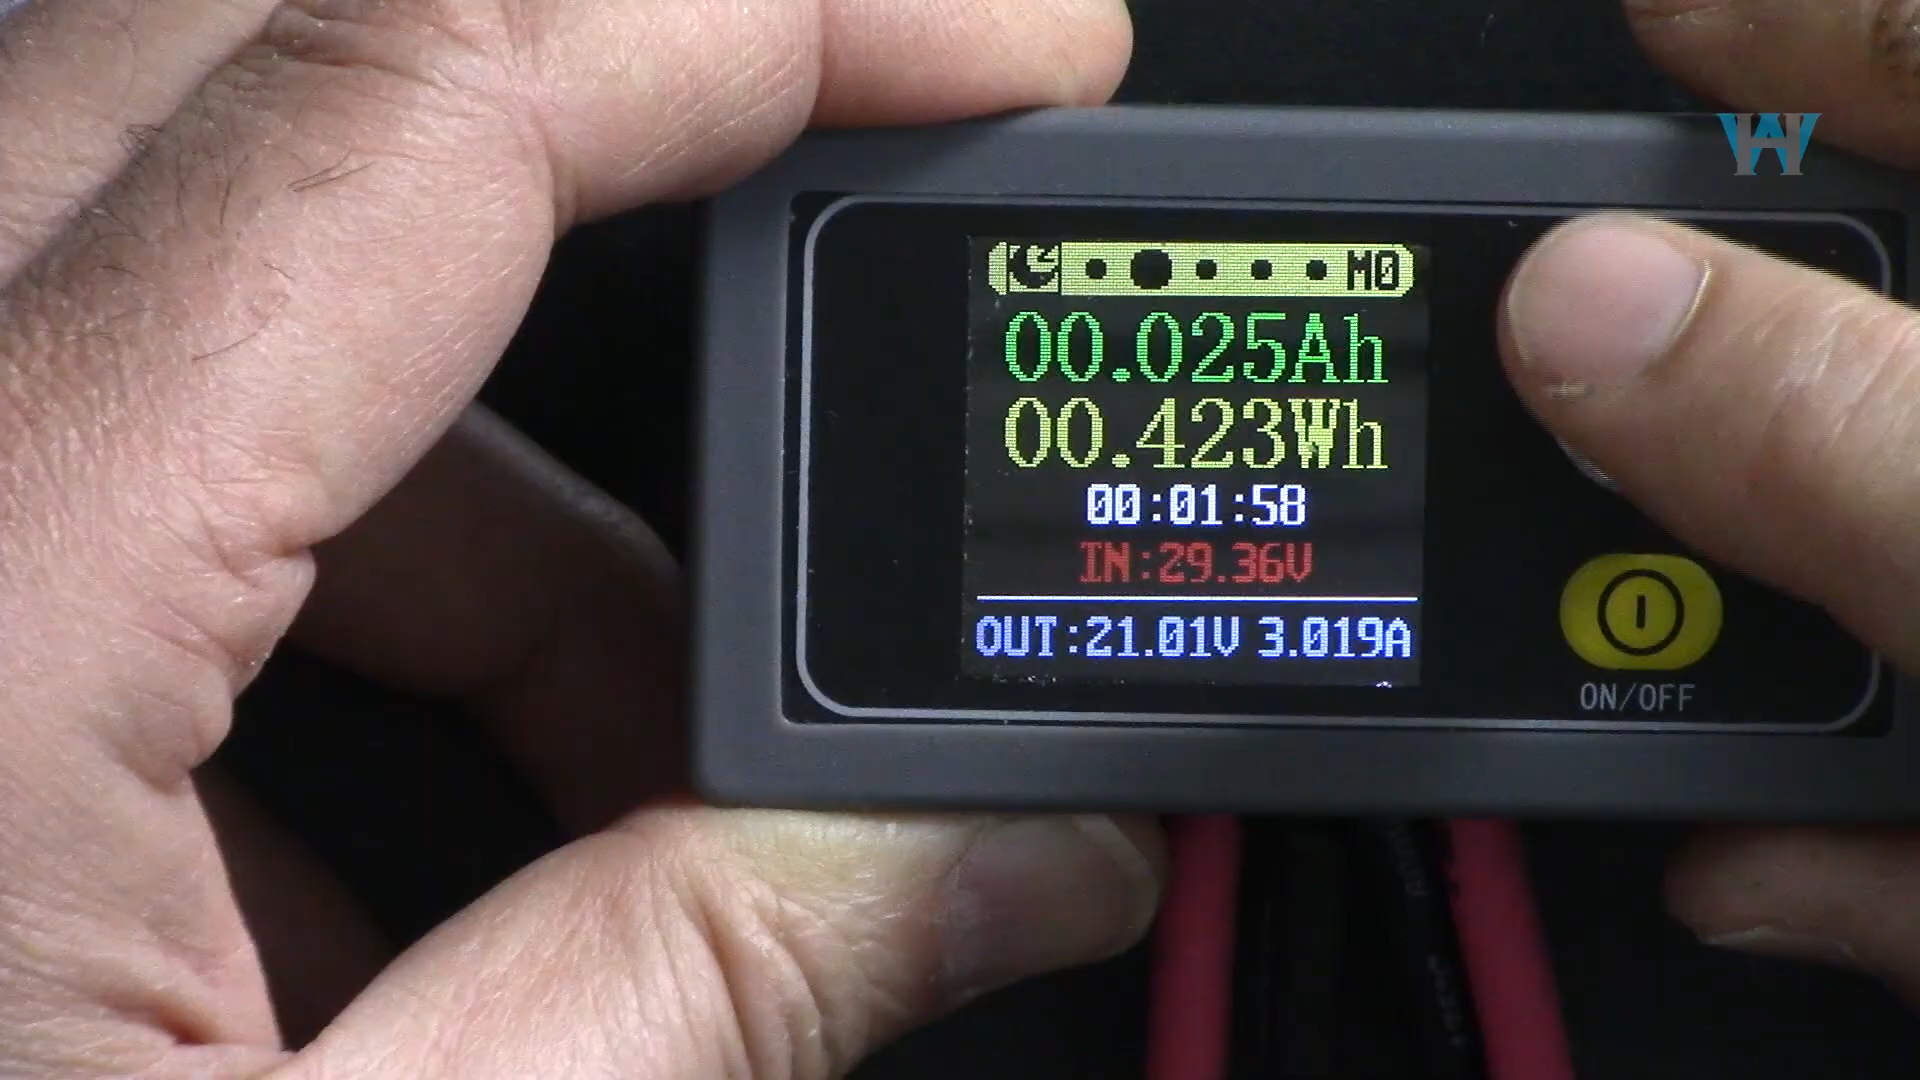 M0
00.025Ah
00.423Wh
00:01:58
IN:29.36V
OUT:21.01V 3.019A
ON/OFF